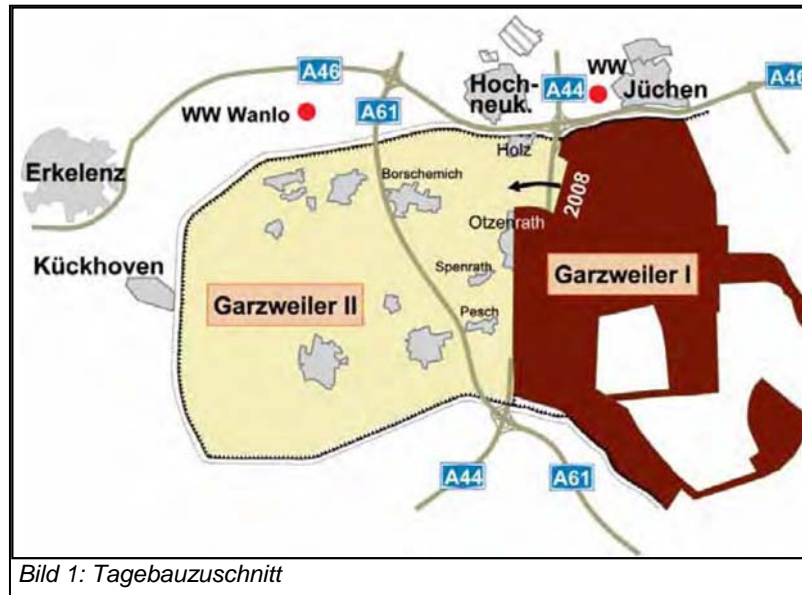 A46
WW Wanlo
A61
Hoch-
neuk.
A44
WW
Jüchen
A46
Erkelenz
Holz
Borschemich
2008
Otzenrath
Kückhoven
Spenrath
Garzweiler II
Garzweiler I
Pesch
A44
A61
Bild 1: Tagebauzuschnitt